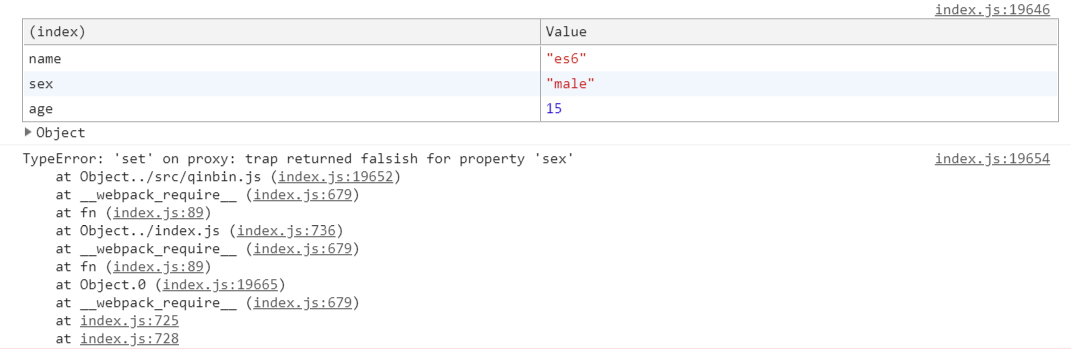 index.js:19646
(index) Value
name "es6"
sex "male"
age 15
Object
TypeError: 'set' on proxy: trap returned falsish for property 'sex' index.js:19654
at Object../src/qinbin.js (index.js:19652)
at __webpack_require__ (index.js:679)
at fn (index.js:89)
at Object../index.js (index.js:736)
at __webpack_require__ (index.js:679)
at fn (index.js:89)
at Object.0 (index.js:19665)
at __webpack_require__ (index.js:679)
at index.js:725
at index.js:728